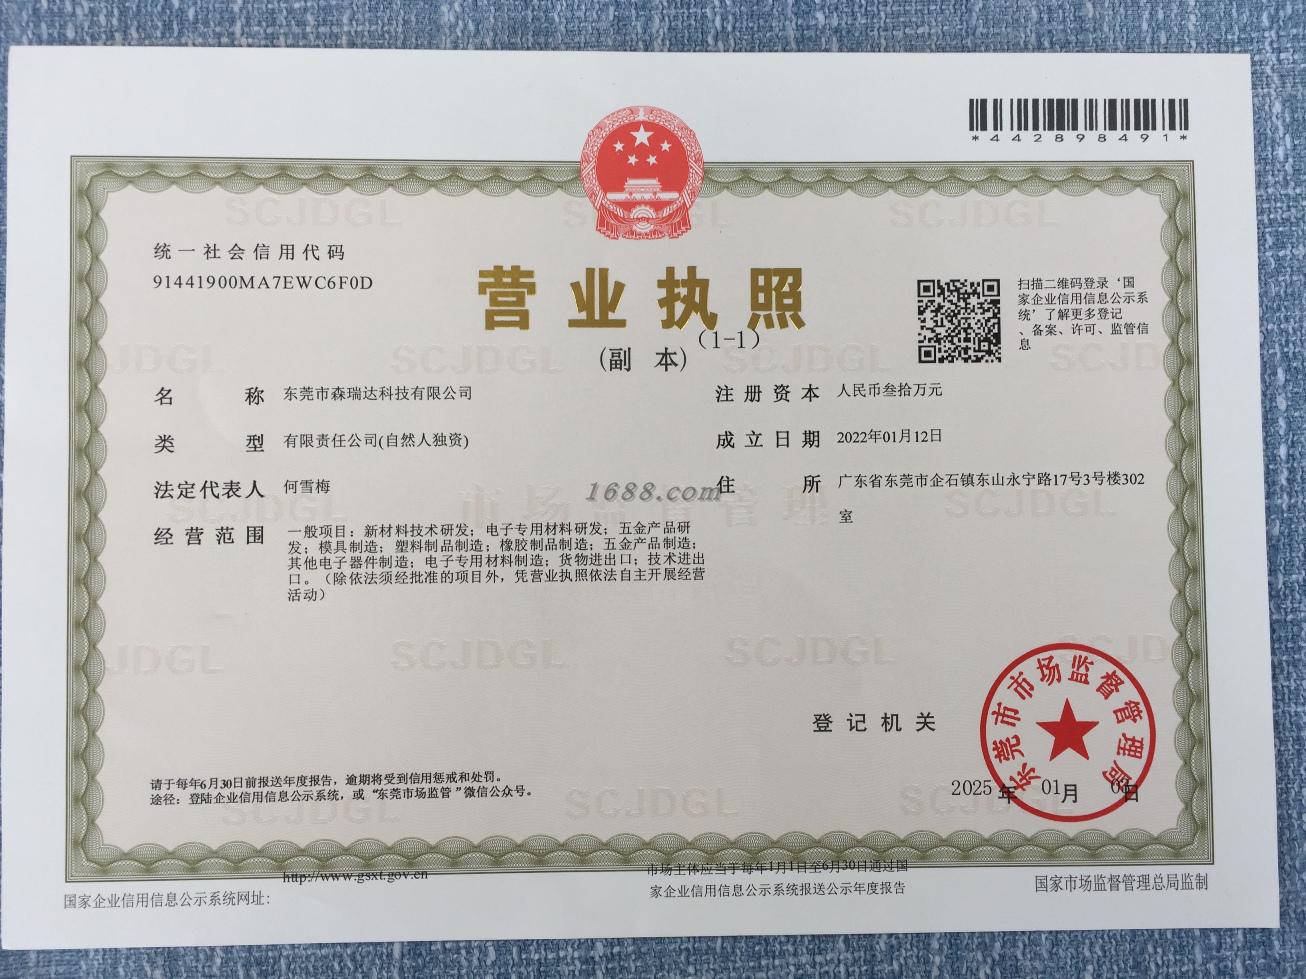 *442898491*
统一社会信用代码
91441900MA7EWC6F0D
营业执照
(副 本)
（1-1）
扫描二维码登录‘国
家企业信用信息公示系
统’了解更多登记
、备案、许可、监管信
息
名 称 东莞市森瑞达科技有限公司
类 型 有限责任公司(自然人独资)
法定代表人 何雪梅
经营范围 一般项目：新材料技术研发；电子专用材料研发；五金产品研
发；模具制造；塑料制品制造；橡胶制品制造；五金产品制造；
其他电子器件制造；电子专用材料制造；货物进出口；技术进出
口。（除依法须经批准的项目外，凭营业执照依法自主开展经营
活动）
注册资本 人民币叁拾万元
成立日期 2022年01月12日
住 所 广东省东莞市企石镇东山永宁路17号3号楼302
室
1688.com
市场监督管理
SCJDGL
登记机关
东莞市市场监督管理局
2025 年 01月 03日
请于每年6月30日前报送年度报告，逾期将受到信用惩戒和处罚。
途径：登陆企业信用信息公示系统，或“东莞市场监管”微信公众号。
国家企业信用信息公示系统网址：
http://www.gsxt.gov.cn
市场主体应当于每年1月1日至6月30日通过国
家企业信用信息公示系统报送公示年度报告
国家市场监督管理总局监制